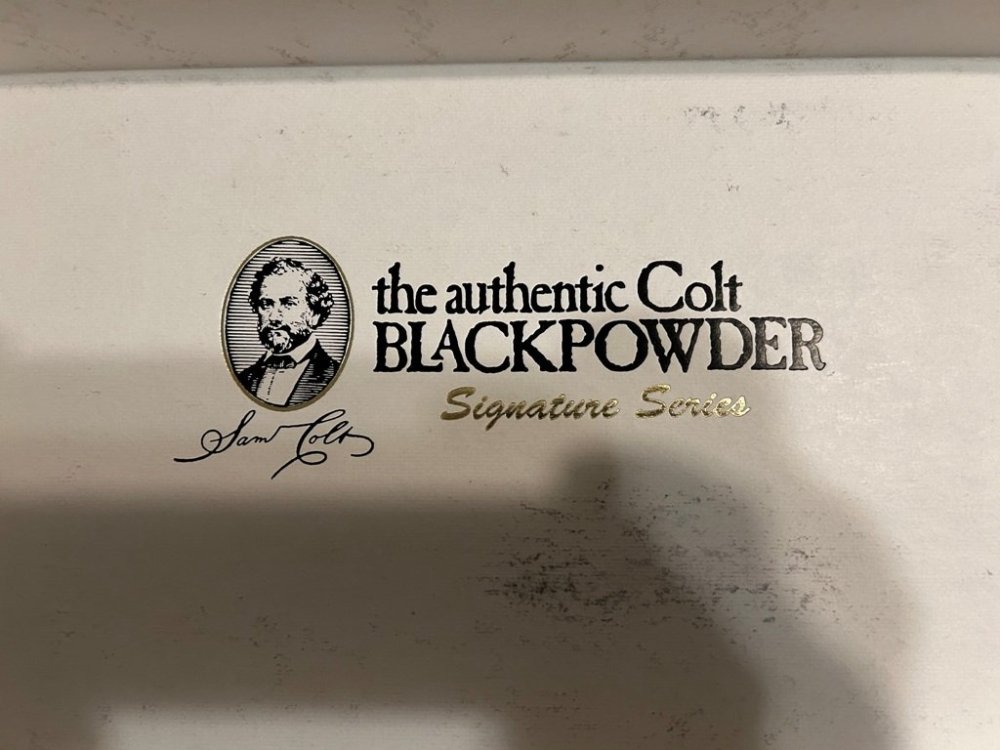 the authentic Colt
BLACKPOWDER
Signature Series
Sam Colt